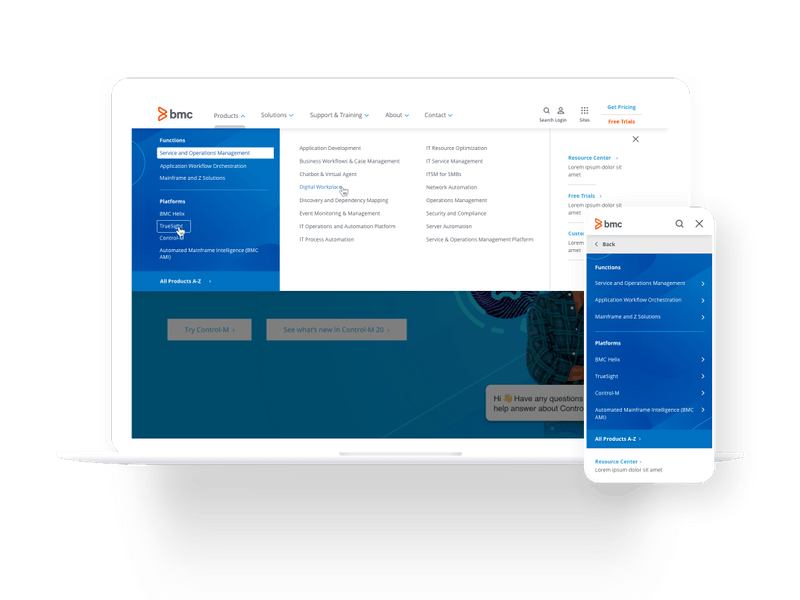 bmc
Products
Solutions
Support & Training
About
Contact
Search
Login
Sites
Get Pricing
Free Trials
Functions
Service and Operations Management
Application Workflow Orchestration
Mainframe and Z Solutions
Platforms
BMC Helix
TrueSight
Control-M
Automated Mainframe Intelligence (BMC
AMI)
All Products A-Z
Application Development
Business Workflows & Case Management
Chatbot & Virtual Agent
Digital Workplace
Discovery and Dependency Mapping
Event Monitoring & Management
IT Operations and Automation Platform
IT Process Automation
IT Resource Optimization
IT Service Management
ITSM for SMBs
Network Automation
Operations Management
Security and Compliance
Server Automation
Service & Operations Management Platform
Resource Center
Lorem ipsum dolor sit
amet
Free Trials
Lorem ipsum dolor sit
amet
Custo
Lorem
amet
Try Control-M
See what's new in Control-M 20
Hi 👋 Have any questions
help answer about Contro
bmc
Back
Functions
Service and Operations Management
Application Workflow Orchestration
Mainframe and Z Solutions
Platforms
BMC Helix
TrueSight
Control-M
Automated Mainframe Intelligence (BMC
AMI)
All Products A-Z
Resource Center
Lorem ipsum dolor sit amet